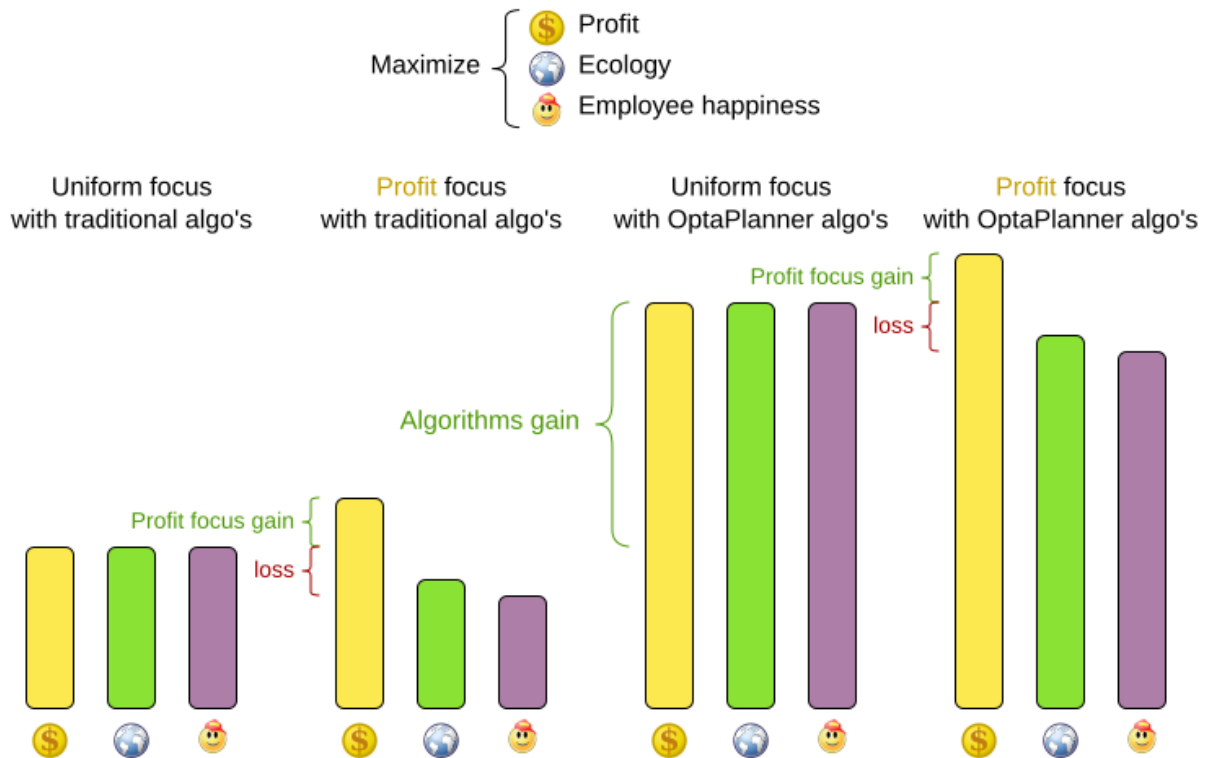 Maximize
Profit
Ecology
Employee happiness
Uniform focus
with traditional algo's
Profit focus
with traditional algo's
Uniform focus
with OptaPlanner algo's
Profit focus
with OptaPlanner algo's
Profit focus gain
loss
Algorithms gain
Profit focus gain
loss
$
$
$
$
$